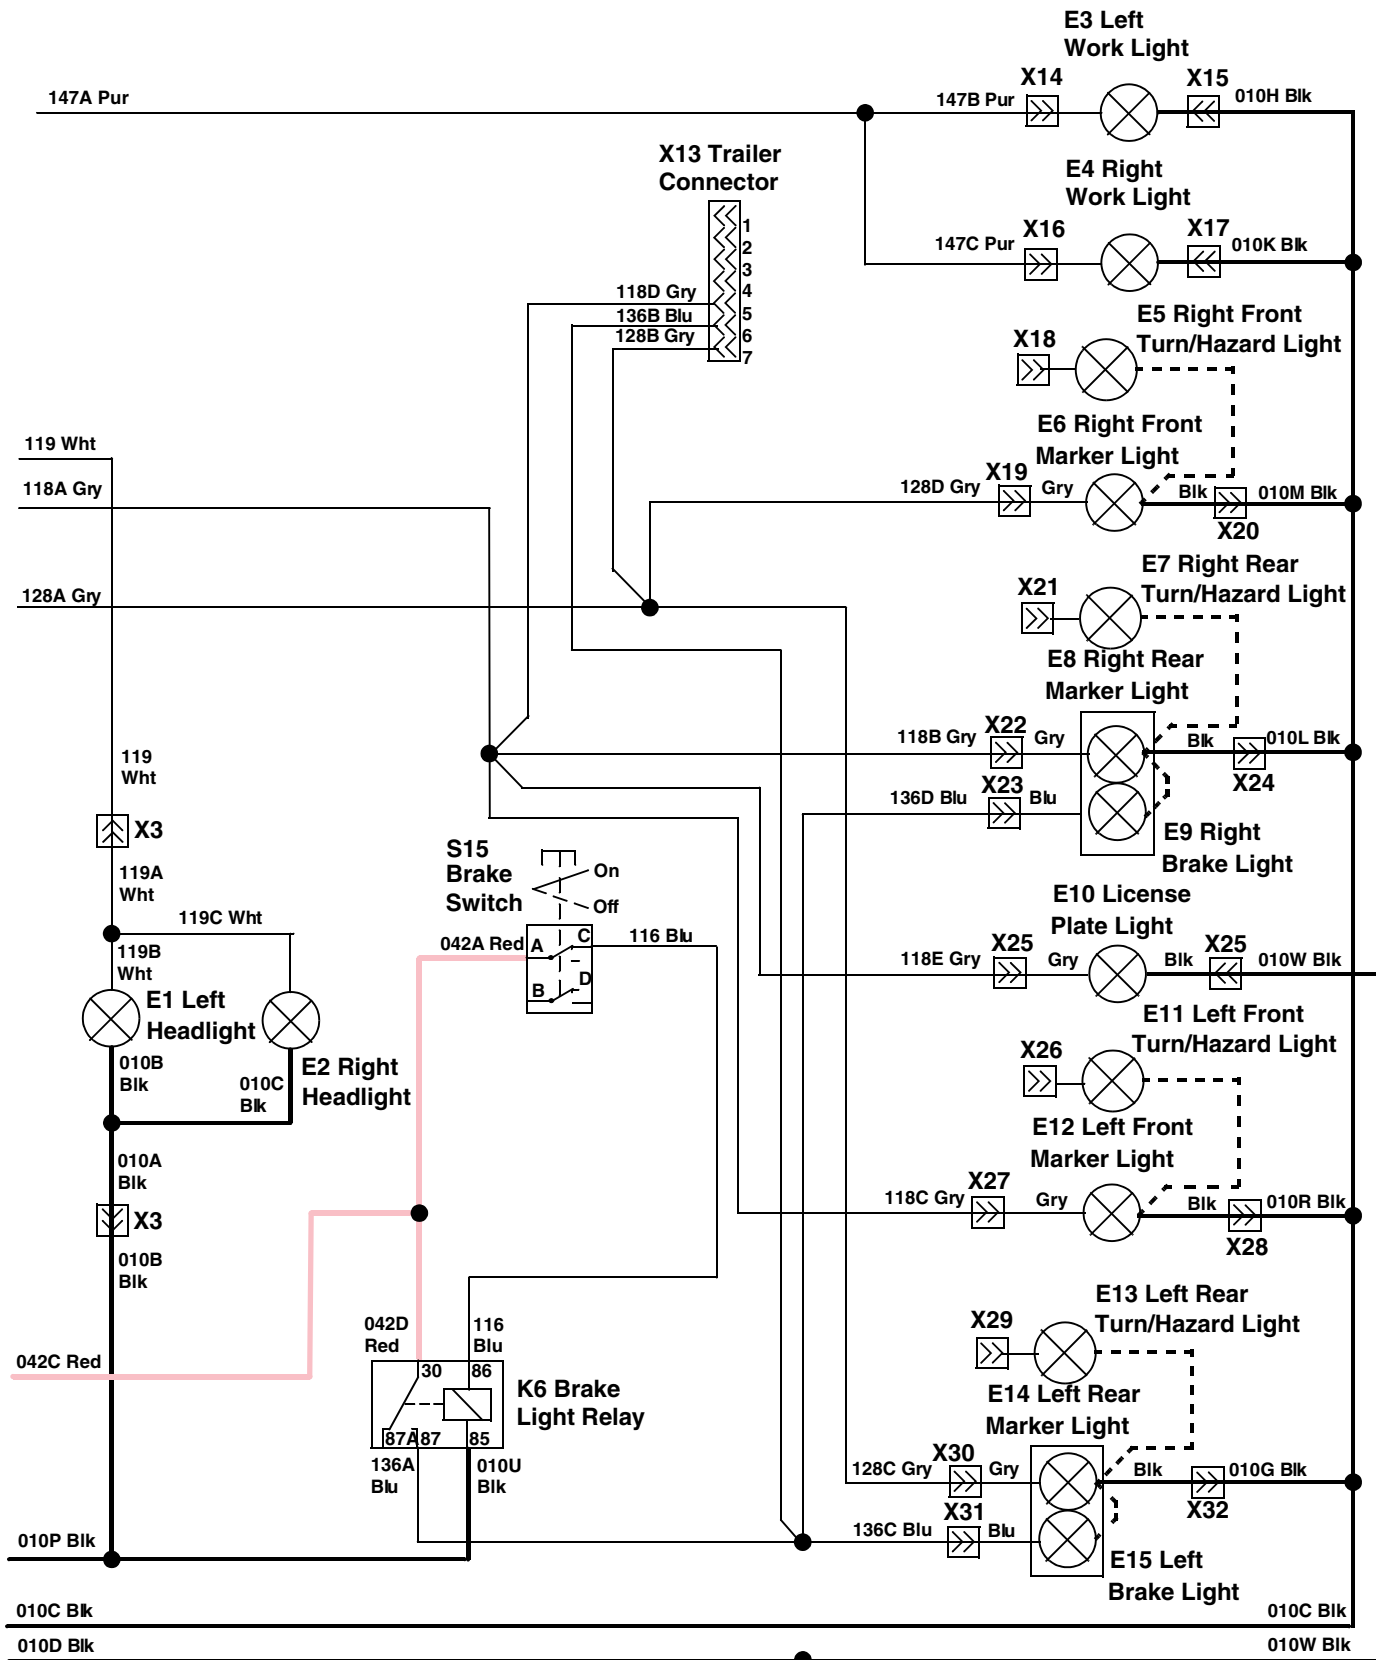 E3 Left
Work Light
X14
X15
147A Pur
147B Pur
010H Blk
X13 Trailer
Connector
E4 Right
Work Light
1
2
3
4
5
6
7
X16
X17
147C Pur
010K Blk
118D Gry
136B Blu
128B Gry
E5 Right Front
Turn/Hazard Light
X18
E6 Right Front
Marker Light
119 Wht
X19
118A Gry
128D Gry
Gry
Blk
010M Blk
X20
E7 Right Rear
Turn/Hazard Light
X21
128A Gry
E8 Right Rear
Marker Light
118B Gry
X22
Gry
Blk
010L Blk
X24
119
Wht
136D Blu
X23
Blu
X3
E9 Right
Brake Light
S15
Brake
Switch
On
Off
119A
Wht
E10 License
Plate Light
119C Wht
119B
Wht
042A Red
A
C
B
D
116 Blu
118E Gry
X25
Gry
Blk
X25
010W Blk
E1 Left
Headlight
E11 Left Front
Turn/Hazard Light
X26
010B
Blk
010C
Blk
E2 Right
Headlight
E12 Left Front
Marker Light
010A
Blk
X3
118C Gry
X27
Gry
Blk
010R Blk
X28
010B
Blk
E13 Left Rear
Turn/Hazard Light
X29
042D
Red
116
Blu
042C Red
30
86
K6 Brake
Light Relay
87A
87
85
E14 Left Rear
Marker Light
136A
Blu
010U
Blk
128C Gry
X30
Gry
Blk
010G Blk
X32
136C Blu
X31
Blu
010P Blk
E15 Left
Brake Light
010C Blk
010C Blk
010D Blk
010W Blk